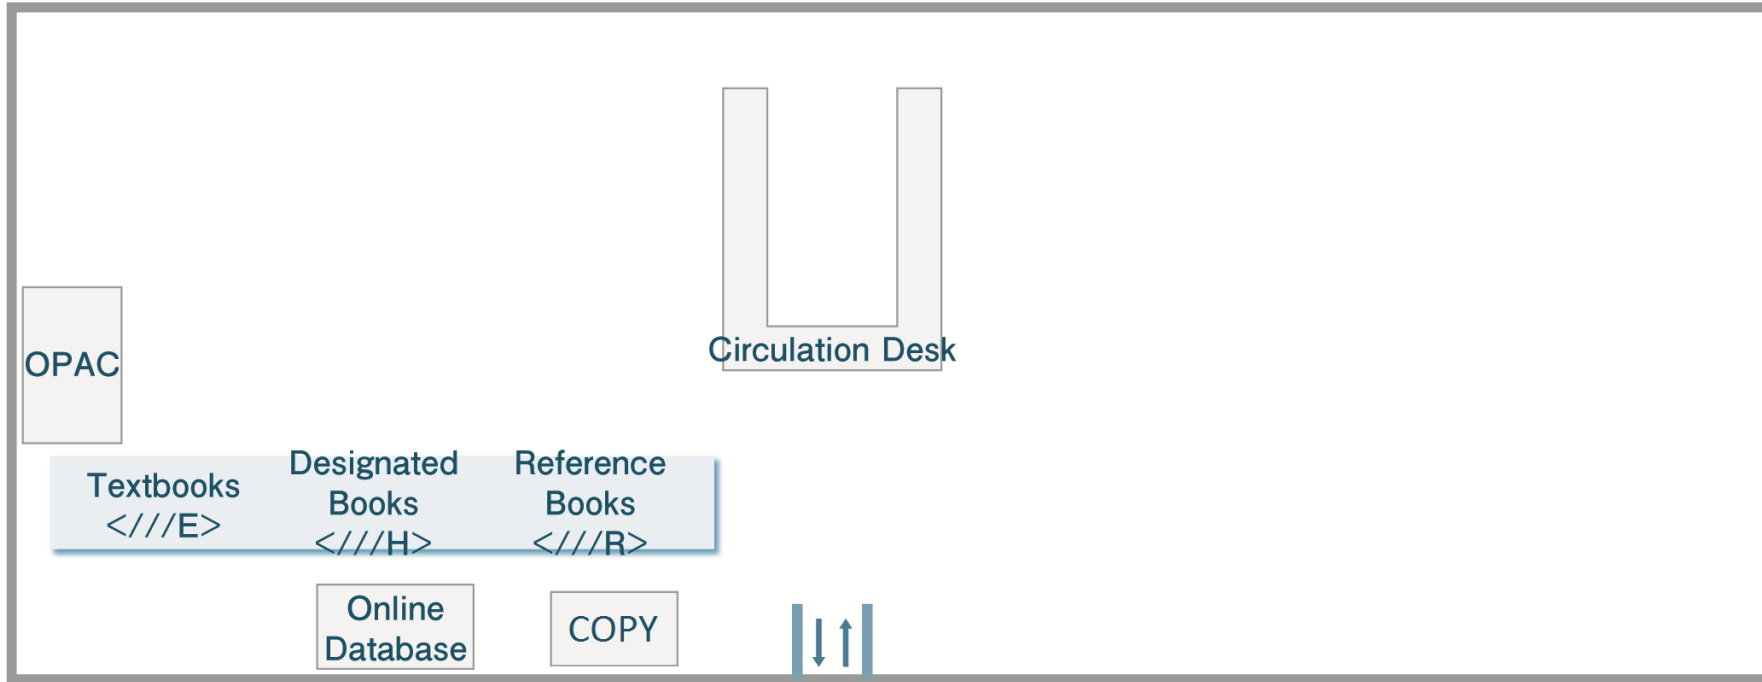 Circulation Desk
OPAC
Textbooks
<///E>
Designated
Books
<///H>
Reference
Books
<///R>
Online
Database
COPY